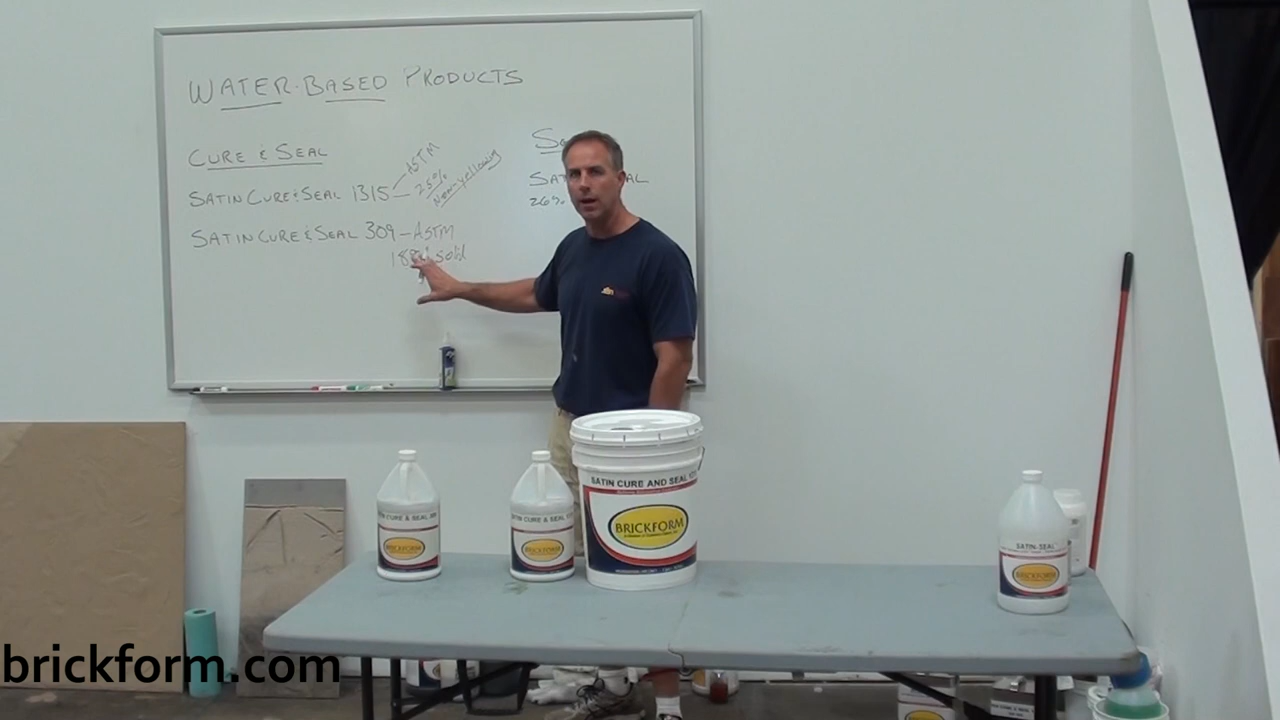 WATER-BASED PRODUCTS
CURE & SEAL
SATIN CURE & SEAL 1315
ASTM
25%
NON-yellowing
SATIN CURE & SEAL 309 - ASTM
solid
26%
SATIN CURE & SEAL
BRICKFORM
SATIN CURE & SEAL
BRICKFORM
SATIN CURE AND SEAL
BRICKFORM
SATIN-SEAL
BRICKFORM
brickform.com